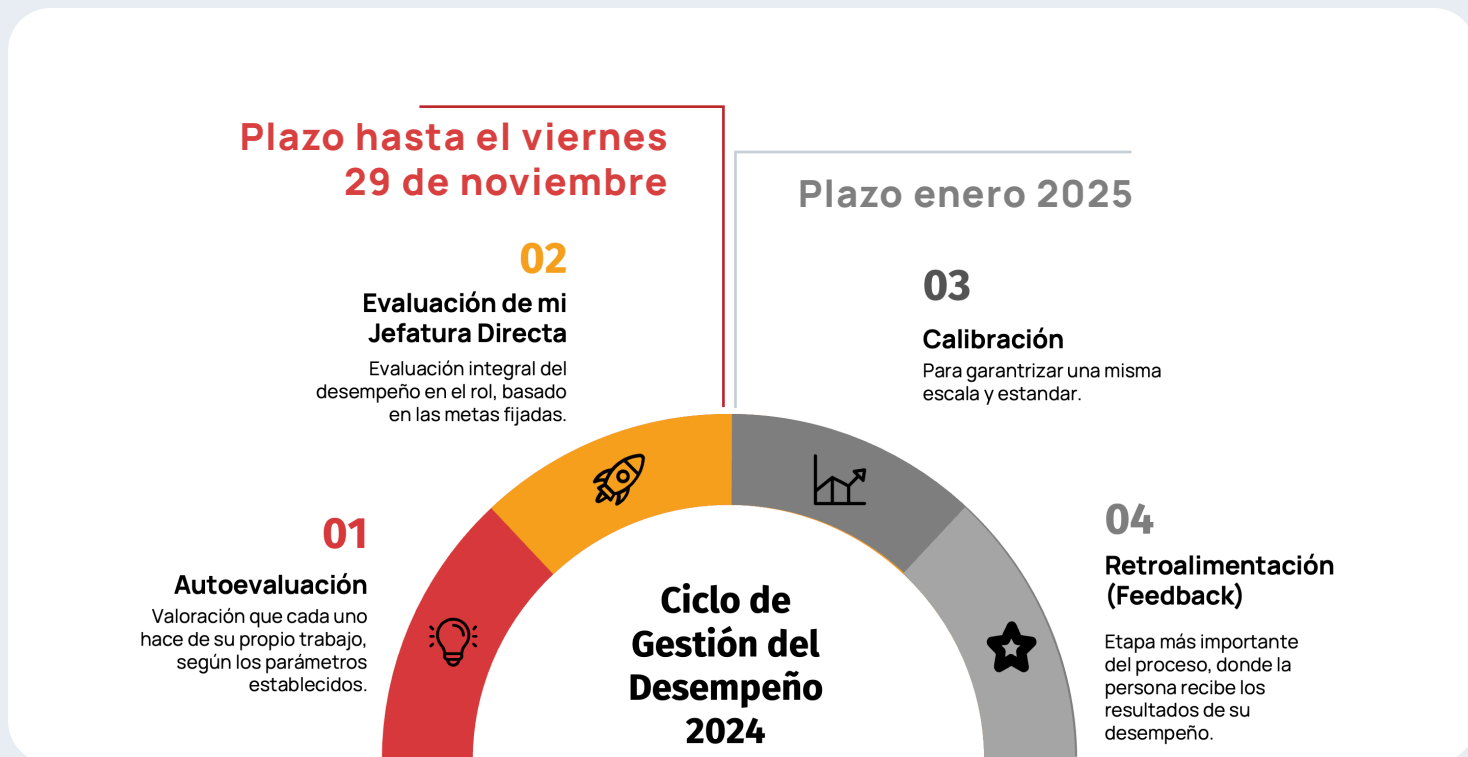 Plazo hasta el viernes
29 de noviembre
Plazo enero 2025
02
Evaluación de mi
Jefatura Directa
Evaluación integral del
desempeño en el rol, basado
en las metas fijadas.
03
Calibración
Para garantrizar una misma
escala y estandar.
01
Autoevaluación
Valoración que cada uno
hace de su propio trabajo,
según los parámetros
establecidos.
04
Retroalimentación
(Feedback)
Etapa más importante
del proceso, donde la
persona recibe los
resultados de su
desempeño.
Ciclo de
Gestión del
Desempeño
2024